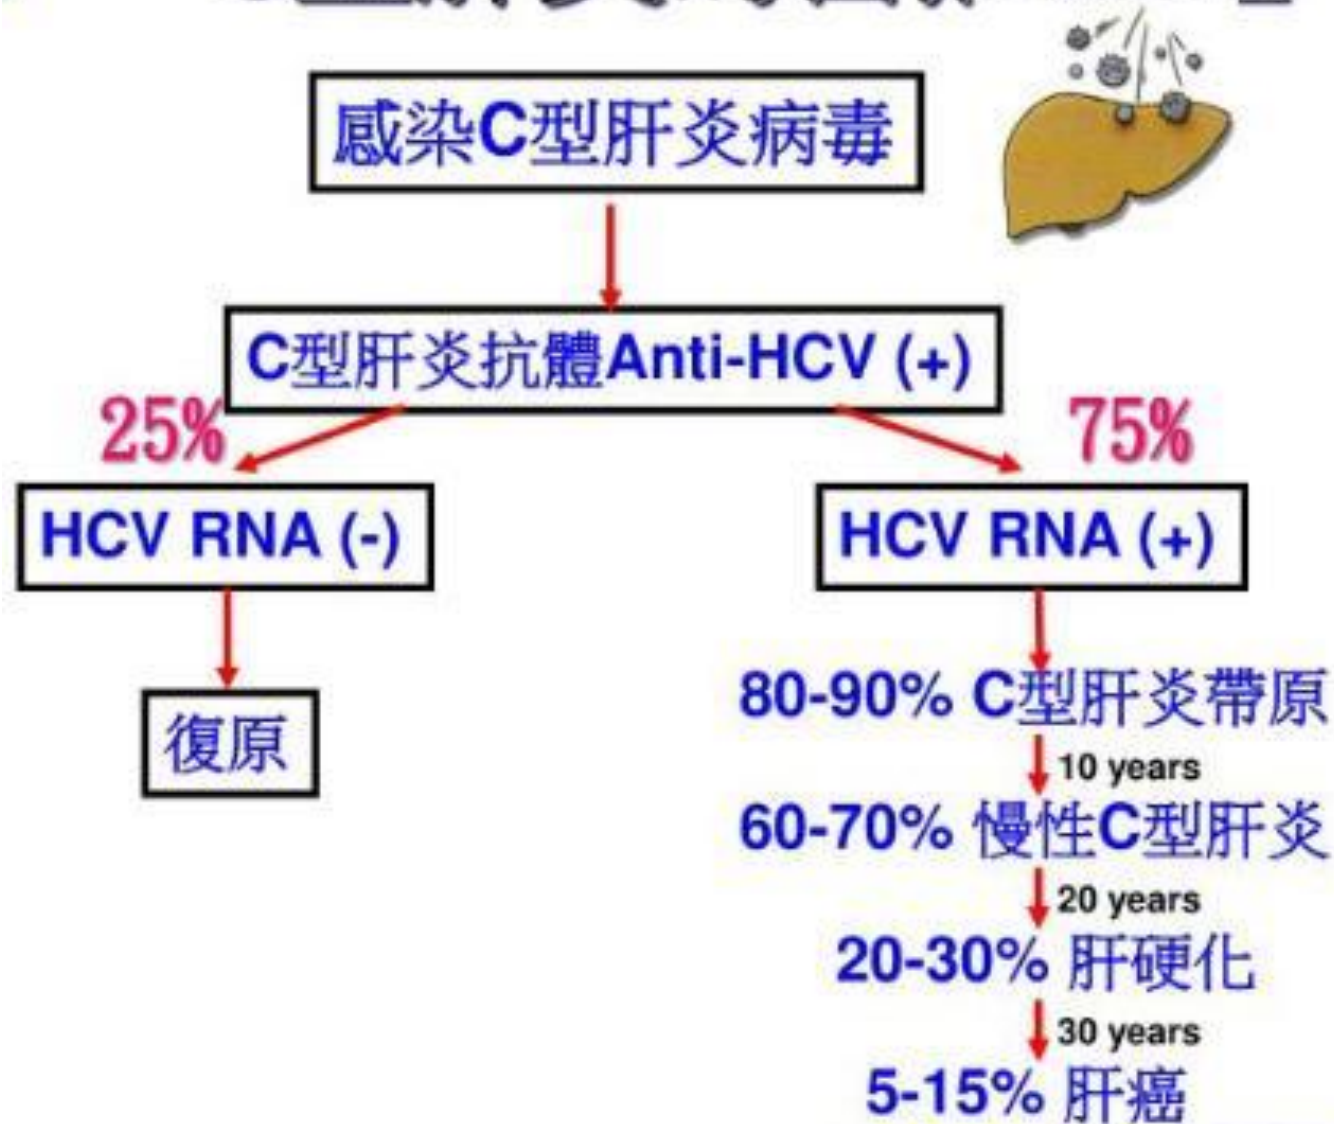 感染C型肝炎病毒
C型肝炎抗體Anti-HCV (+)
25%
75%
HCV RNA (-)
HCV RNA (+)
復原
80-90% C型肝炎帶原
10 years
60-70% 慢性C型肝炎
20 years
20-30% 肝硬化
30 years
5-15% 肝癌